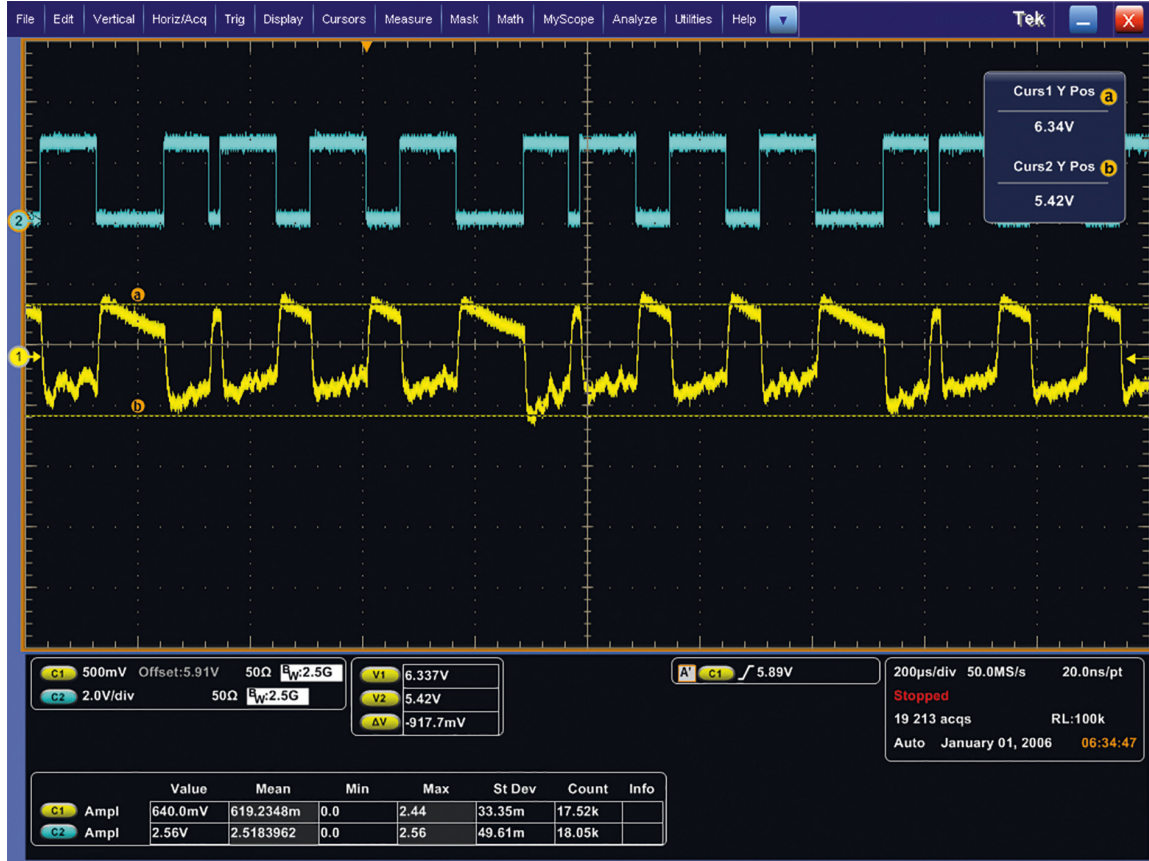 File Edit Vertical Horiz/Acq Trig Display Cursors Measure Mask Math MyScope Analyze Utilities Help Tek X
Curs1 Y Pos a
6.34V
Curs2 Y Pos b
5.42V
2
a
1
b
C1 500mV Offset:5.91V 50Ω BW:2.5G
C2 2.0V/div 50Ω BW:2.5G
V1 6.337V
V2 5.42V
ΔV -917.7mV
A' C1 5.89V
200µs/div 50.0MS/s 20.0ns/pt
Stopped
19 213 acqs RL:100k
Auto January 01, 2006 06:34:47
Value Mean Min Max St Dev Count Info
C1 Ampl 640.0mV 619.2348m 0.0 2.44 33.35m 17.52k
C2 Ampl 2.56V 2.5183962 0.0 2.56 49.61m 18.05k